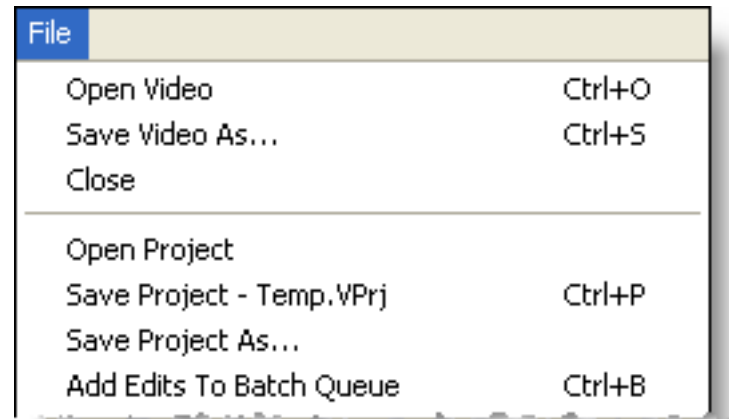 File
Open Video Ctrl+O
Save Video As... Ctrl+S
Close
Open Project
Save Project - Temp.VPrj Ctrl+P
Save Project As...
Add Edits To Batch Queue Ctrl+B